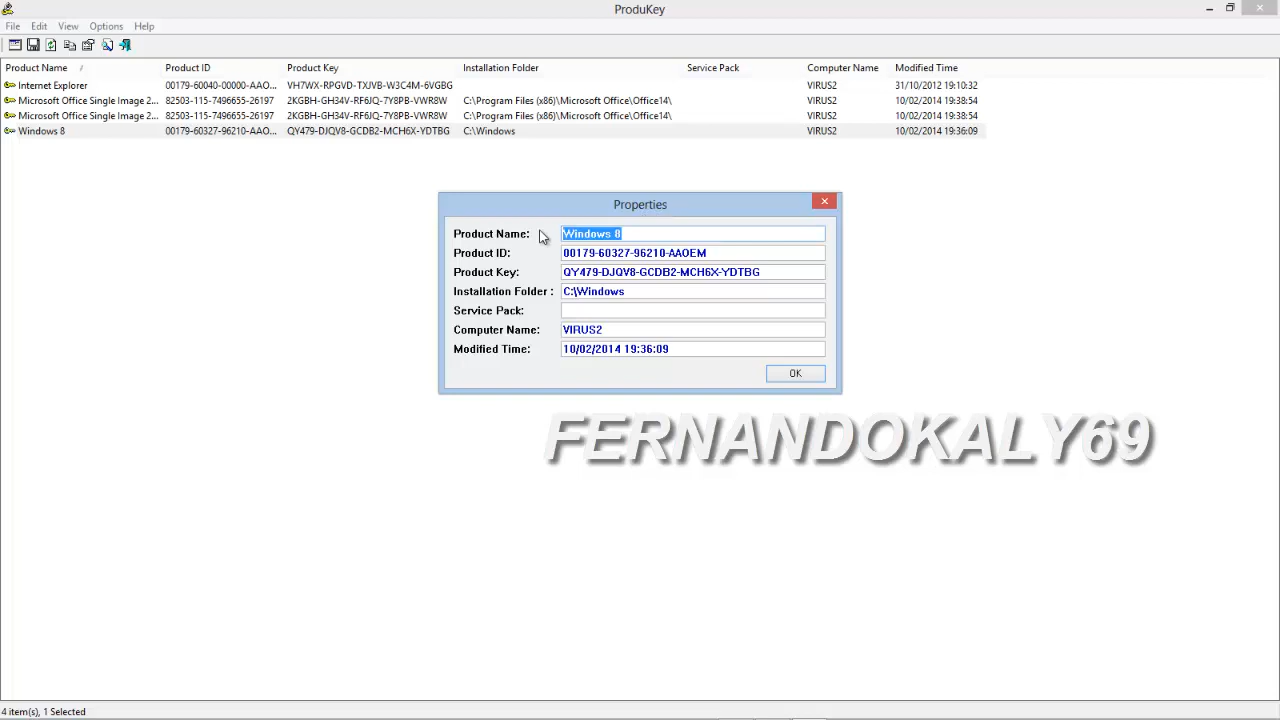 ProduKey
File Edit View Options Help
Product Name / Product ID Product Key Installation Folder Service Pack Computer Name Modified Time
Internet Explorer 00179-60040-00000-AAO... VH7WX-RPGVD-TXJVB-W3C4M-6VGBG VIRUS2 31/10/2012 19:10:32
Microsoft Office Single Image 2... 82503-115-7496655-26197 2KGBH-GH34V-RF6JQ-7Y8PB-VWR8W C:\Program Files (x86)\Microsoft Office\Office14\ VIRUS2 10/02/2014 19:38:54
Microsoft Office Single Image 2... 82503-115-7496655-26197 2KGBH-GH34V-RF6JQ-7Y8PB-VWR8W C:\Program Files (x86)\Microsoft Office\Office14\ VIRUS2 10/02/2014 19:38:54
Windows 8 00179-60327-96210-AAO... QY479-DJQV8-GCDB2-MCH6X-YDTBG C:\Windows VIRUS2 10/02/2014 19:36:09
Properties
Product Name: Windows 8
Product ID: 00179-60327-96210-AAOEM
Product Key: QY479-DJQV8-GCDB2-MCH6X-YDTBG
Installation Folder : C:\Windows
Service Pack:
Computer Name: VIRUS2
Modified Time: 10/02/2014 19:36:09
OK
FERNANDOKALY69
4 item(s), 1 Selected